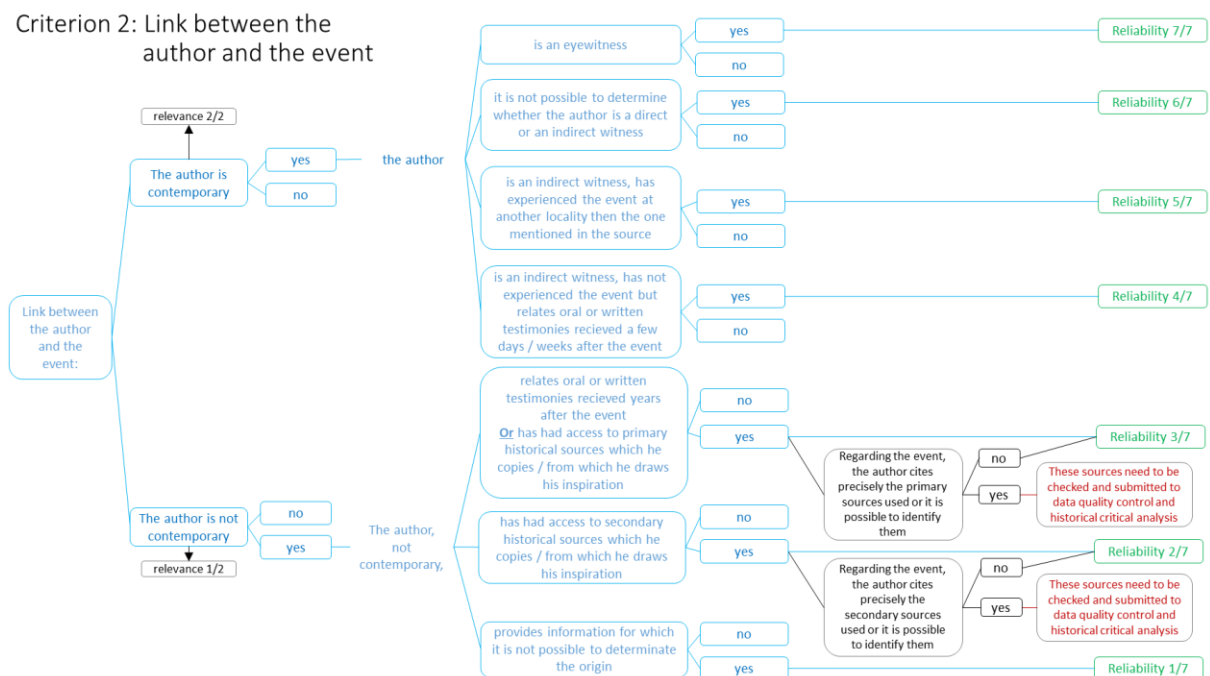 Criterion 2: Link between the
author and the event
relevance 2/2
The author is
contemporary
yes
no
the author
is an eyewitness
yes
no
Reliability 7/7
it is not possible to determine
whether the author is a direct
or an indirect witness
yes
no
Reliability 6/7
is an indirect witness, has
experienced the event at
another locality then the one
mentioned in the source
yes
no
Reliability 5/7
is an indirect witness, has not
experienced the event but
relates oral or written
testimonies recieved a few
days / weeks after the event
yes
no
Reliability 4/7
Link between
the author
and the
event:
The author is not
contemporary
no
yes
relevance 1/2
The author,
not
contemporary,
relates oral or written
testimonies recieved years
after the event
Or has had access to primary
historical sources which he
copies / from which he draws
his inspiration
no
yes
Regarding the event,
the author cites
precisely the primary
sources used or it is
possible to identify
them
no
yes
Reliability 3/7
These sources need to be
checked and submitted to
data quality control and
historical critical analysis
has had access to secondary
historical sources which he
copies / from which he draws
his inspiration
no
yes
Regarding the event,
the author cites
precisely the
secondary sources
used or it is possible
to identify them
no
yes
Reliability 2/7
These sources need to be
checked and submitted to
data quality control and
historical critical analysis
provides information for which
it is not possible to determinate
the origin
no
yes
Reliability 1/7